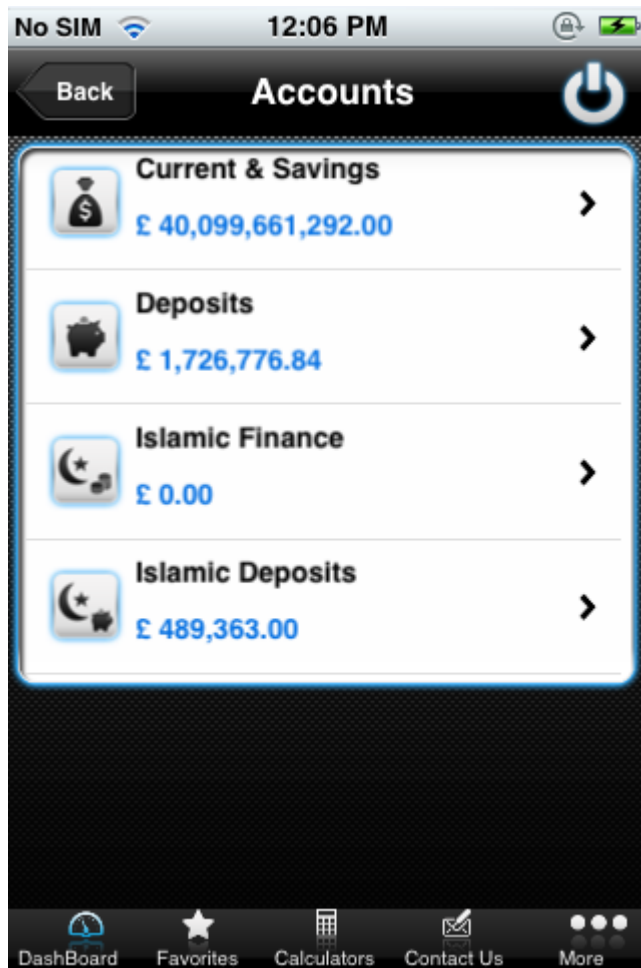 No SIM 12:06 PM
Back Accounts
Current & Savings
£ 40,099,661,292.00
Deposits
£ 1,726,776.84
Islamic Finance
£ 0.00
Islamic Deposits
£ 489,363.00
DashBoard Favorites Calculators Contact Us More